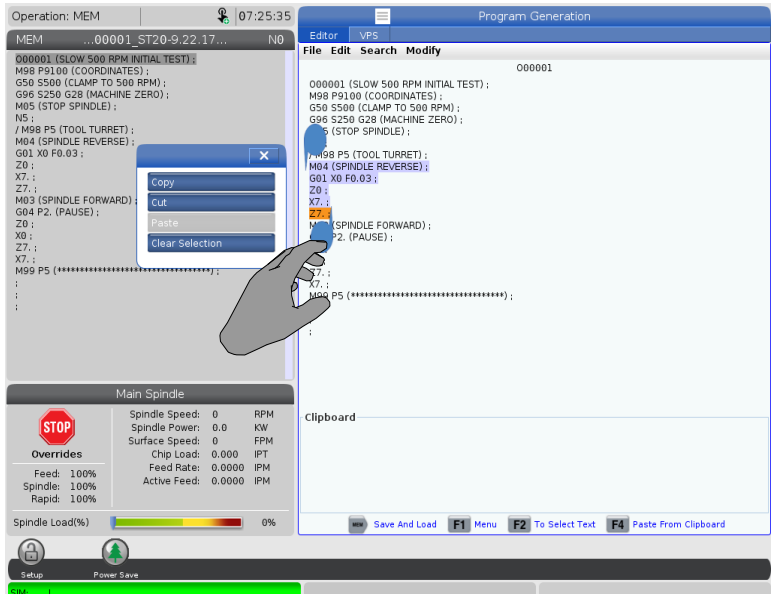 Operation: MEM
07:25:35
MEM ...00001_ST20-9.22.17... N0
O00001 (SLOW 500 RPM INITIAL TEST) ;
M98 P9100 (COORDINATES) ;
G50 S500 (CLAMP TO 500 RPM) ;
G96 S250 G28 (MACHINE ZERO) ;
M05 (STOP SPINDLE) ;
N5 ;
/ M98 P5 (TOOL TURRET) ;
M04 (SPINDLE REVERSE) ;
G01 X0 F0.03 ;
Z0 ;
X7. ;
Z7. ;
M03 (SPINDLE FORWARD) ;
G04 P2. (PAUSE) ;
Z0 ;
X0 ;
Z7. ;
X7. ;
M99 P5 (**********************************) ;
;
;
;
X
Copy
Cut
Paste
Clear Selection
Program Generation
Editor VPS
File Edit Search Modify
O00001
O00001 (SLOW 500 RPM INITIAL TEST) ;
M98 P9100 (COORDINATES) ;
G50 S500 (CLAMP TO 500 RPM) ;
G96 S250 G28 (MACHINE ZERO) ;
(STOP SPINDLE) ;
M98 P5 (TOOL TURRET) ;
M04 (SPINDLE REVERSE) ;
G01 X0 F0.03 ;
Z0 ;
X7. ;
Z7. ;
(SPINDLE FORWARD) ;
P2. (PAUSE) ;
;
Z7. ;
X7. ;
M99 P5 (**********************************) ;
;
Clipboard
Save And Load F1 Menu F2 To Select Text F4 Paste From Clipboard
Main Spindle
STOP
Overrides
Feed: 100%
Spindle: 100%
Rapid: 100%
Spindle Speed: 0 RPM
Spindle Power: 0.0 KW
Surface Speed: 0 FPM
Chip Load: 0.000 IPT
Feed Rate: 0.0000 IPM
Active Feed: 0.0000 IPM
Spindle Load(%) 0%
Setup
Power Save
SIM: